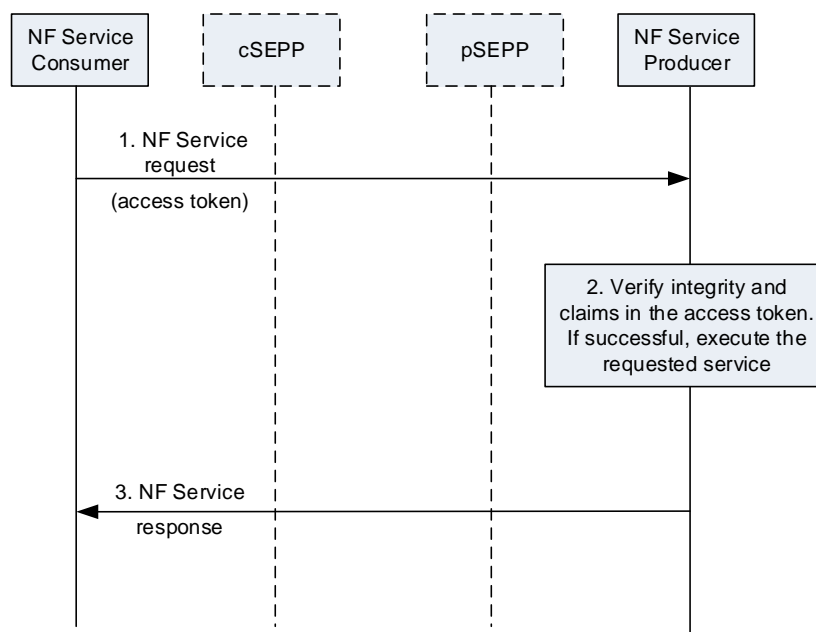 NF Service
Consumer
cSEPP
pSEPP
NF Service
Producer
1. NF Service
request
(access token)
2. Verify integrity and
claims in the access token.
If successful, execute the
requested service
3. NF Service
response